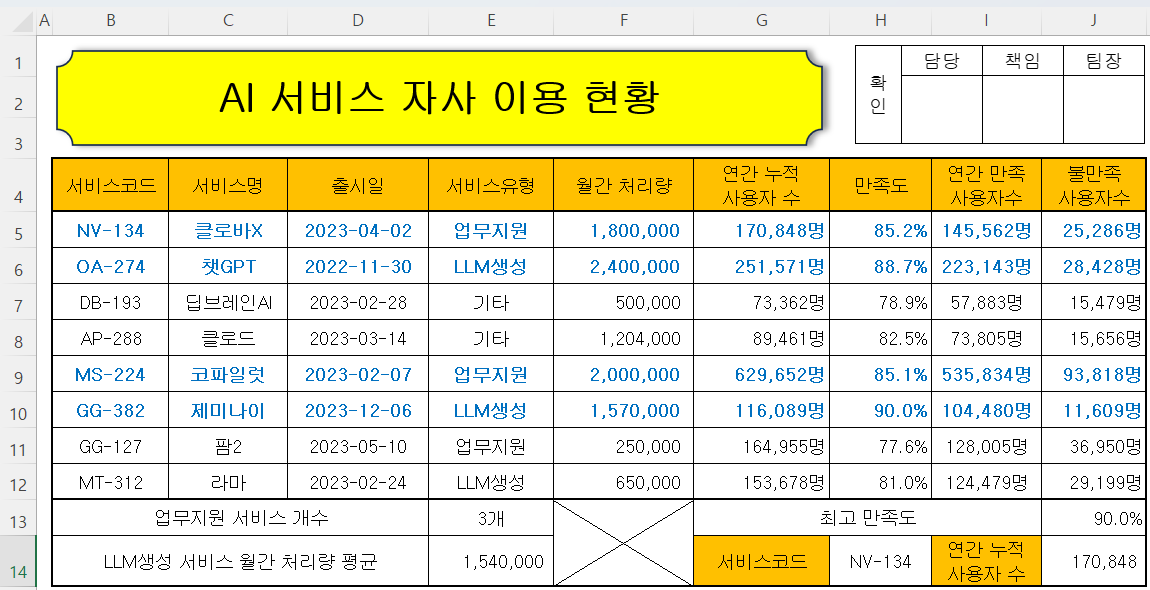 A B C D E F G H I J
1 담당 책임 팀장
2 AI 서비스 자사 이용 현황 확
인
3
4 서비스코드 서비스명 출시일 서비스유형 월간 처리량 연간 누적 만족도 연간 만족 불만족
사용자 수 사용자수 사용자수
5 NV-134 클로바X 2023-04-02 업무지원 1,800,000 170,848명 85.2% 145,562명 25,286명
6 OA-274 챗GPT 2022-11-30 LLM생성 2,400,000 251,571명 88.7% 223,143명 28,428명
7 DB-193 딥브레인AI 2023-02-28 기타 500,000 73,362명 78.9% 57,883명 15,479명
8 AP-288 클로드 2023-03-14 기타 1,204,000 89,461명 82.5% 73,805명 15,656명
9 MS-224 코파일럿 2023-02-07 업무지원 2,000,000 629,652명 85.1% 535,834명 93,818명
10 GG-382 제미나이 2023-12-06 LLM생성 1,570,000 116,089명 90.0% 104,480명 11,609명
11 GG-127 팜2 2023-05-10 업무지원 250,000 164,955명 77.6% 128,005명 36,950명
12 MT-312 라마 2023-02-24 LLM생성 650,000 153,678명 81.0% 124,479명 29,199명
13 업무지원 서비스 개수 3개 최고 만족도 90.0%
14 LLM생성 서비스 월간 처리량 평균 1,540,000 서비스코드 NV-134 연간 누적 170,848
사용자 수